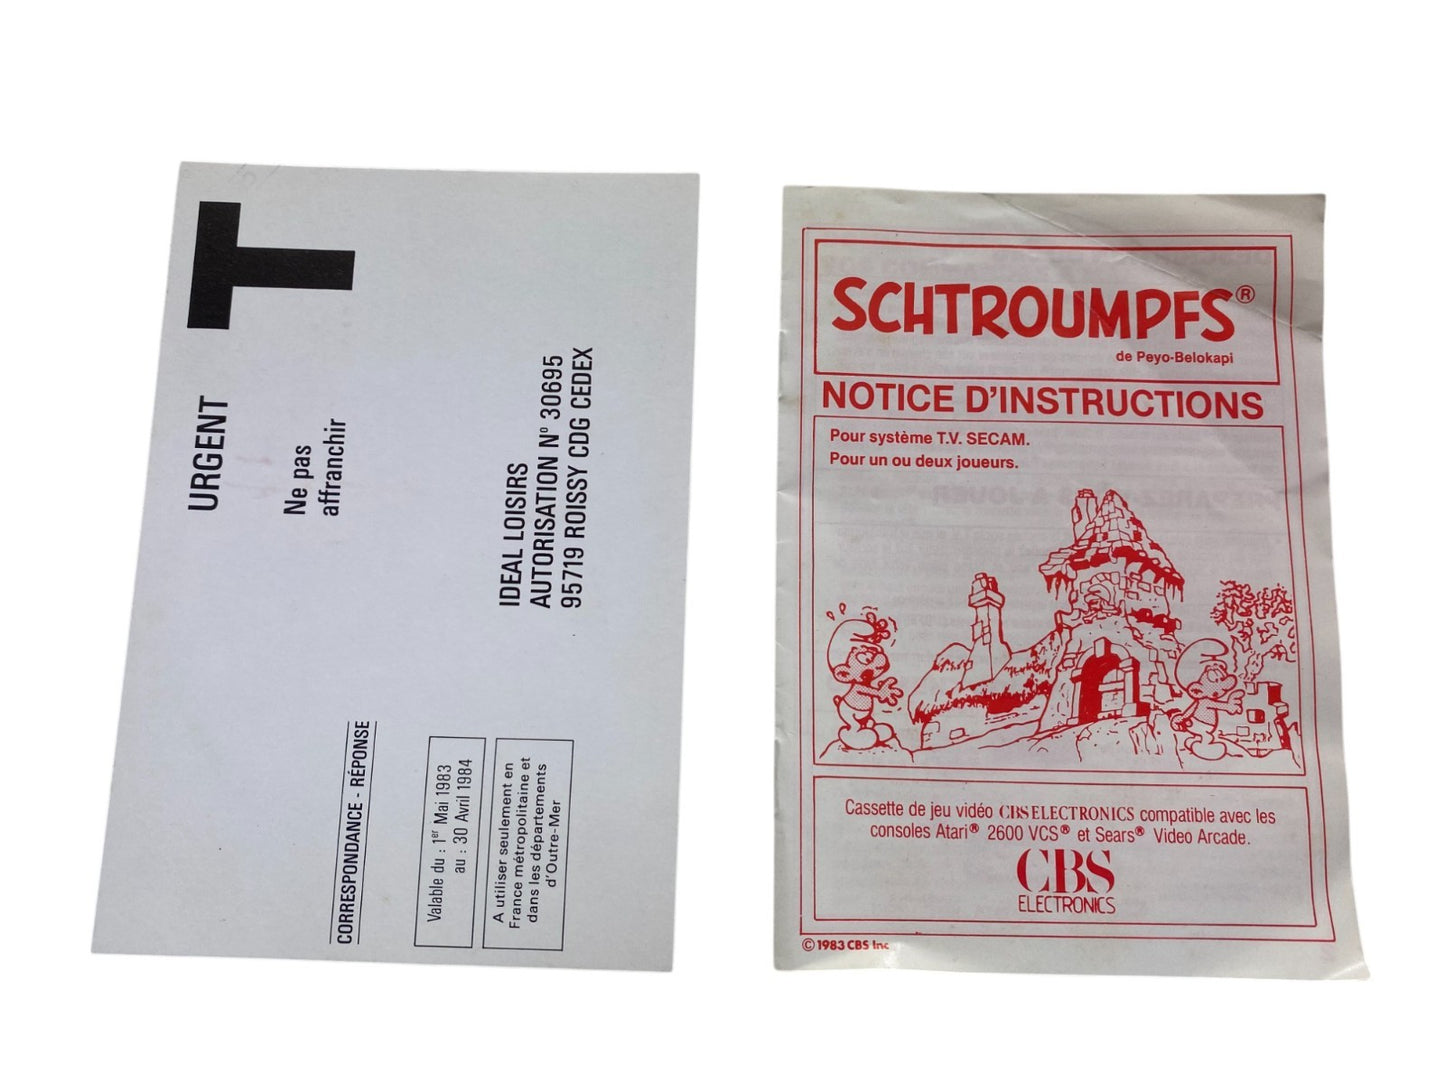 T
URGENT
Ne pas
affranchir
IDEAL LOISIRS
AUTORISATION N° 30695
95719 ROISSY CDG CEDEX
CORRESPONDANCE - RÉPONSE
Valable du : 1er Mai 1983
au : 30 Avril 1984
A utiliser seulement en
France métropolitaine et
dans les départements
d'Outre-Mer
SCHTROUMPFS®
de Peyo-Belokapi
NOTICE D'INSTRUCTIONS
Pour système T.V. SECAM.
Pour un ou deux joueurs.
Cassette de jeu vidéo CBS ELECTRONICS compatible avec les
consoles Atari® 2600 VCS® et Sears® Video Arcade.
CBS
ELECTRONICS
© 1983 CBS Inc